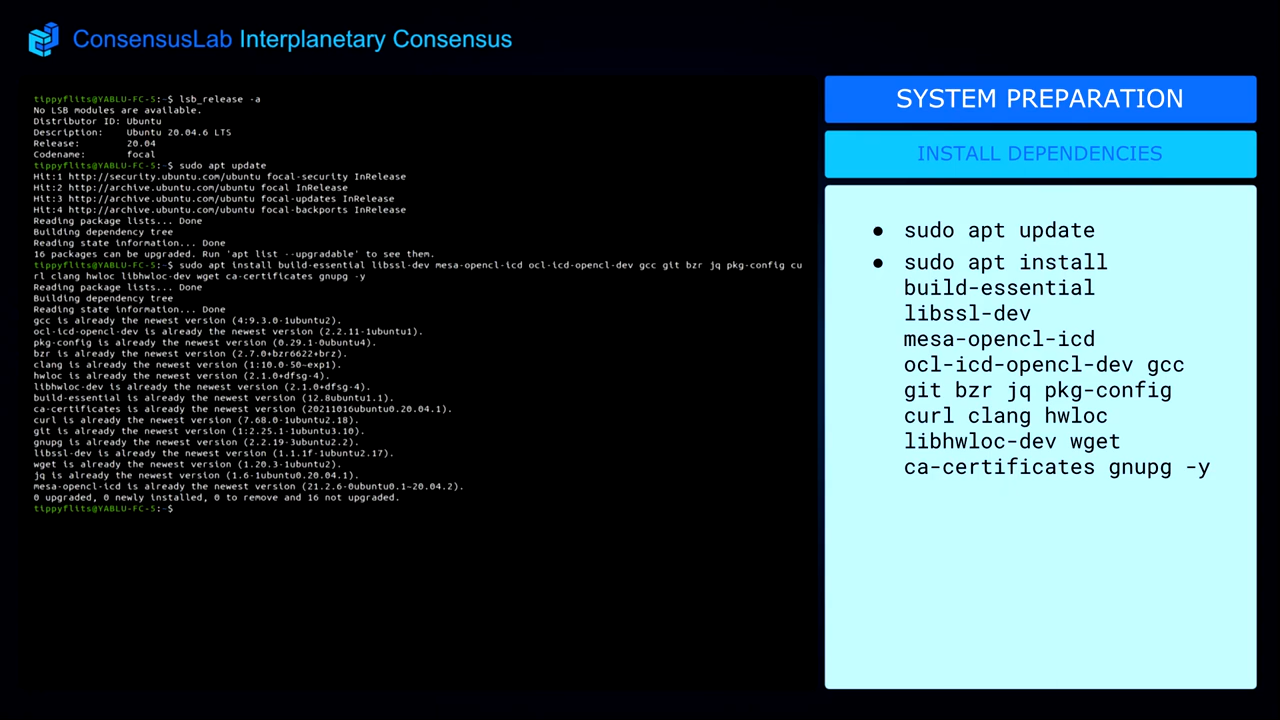 ConsensusLab Interplanetary Consensus
tippyflits@YABLU-FC-5:~$ lsb_release -a
No LSB modules are available.
Distributor ID: Ubuntu
Description:    Ubuntu 20.04.6 LTS
Release:        20.04
Codename:       focal
tippyflits@YABLU-FC-5:~$ sudo apt update
Hit:1 http://security.ubuntu.com/ubuntu focal-security InRelease
Hit:2 http://archive.ubuntu.com/ubuntu focal InRelease
Hit:3 http://archive.ubuntu.com/ubuntu focal-updates InRelease
Hit:4 http://archive.ubuntu.com/ubuntu focal-backports InRelease
Reading package lists... Done
Building dependency tree
Reading state information... Done
16 packages can be upgraded. Run 'apt list --upgradable' to see them.
tippyflits@YABLU-FC-5:~$ sudo apt install build-essential libssl-dev mesa-opencl-icd ocl-icd-opencl-dev gcc git bzr jq pkg-config cu
rl clang hwloc libhwloc-dev wget ca-certificates gnupg -y
Reading package lists... Done
Building dependency tree
Reading state information... Done
gcc is already the newest version (4:9.3.0-1ubuntu2).
ocl-icd-opencl-dev is already the newest version (2.2.11-1ubuntu1).
pkg-config is already the newest version (0.29.1-0ubuntu4).
bzr is already the newest version (2.7.0+bzr6622+brz).
clang is already the newest version (1:10.0-50~exp1).
hwloc is already the newest version (2.1.0+dfsg-4).
libhwloc-dev is already the newest version (2.1.0+dfsg-4).
build-essential is already the newest version (12.8ubuntu1.1).
ca-certificates is already the newest version (20211016ubuntu0.20.04.1).
curl is already the newest version (7.68.0-1ubuntu2.18).
git is already the newest version (1:2.25.1-1ubuntu3.10).
gnupg is already the newest version (2.2.19-3ubuntu2.2).
libssl-dev is already the newest version (1.1.1f-1ubuntu2.17).
wget is already the newest version (1.20.3-1ubuntu2).
jq is already the newest version (1.6-1ubuntu0.20.04.1).
mesa-opencl-icd is already the newest version (21.2.6-0ubuntu0.1~20.04.2).
0 upgraded, 0 newly installed, 0 to remove and 16 not upgraded.
tippyflits@YABLU-FC-5:~$
SYSTEM PREPARATION
INSTALL DEPENDENCIES
● sudo apt update
● sudo apt install
build-essential
libssl-dev
mesa-opencl-icd
ocl-icd-opencl-dev gcc
git bzr jq pkg-config
curl clang hwloc
libhwloc-dev wget
ca-certificates gnupg -y